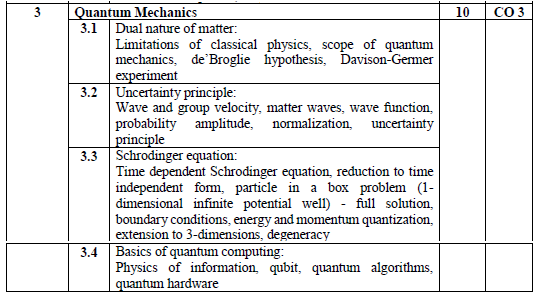 3 Quantum Mechanics 10 CO 3
3.1 Dual nature of matter:
Limitations of classical physics, scope of quantum
mechanics, de’Broglie hypothesis, Davison-Germer
experiment
3.2 Uncertainty principle:
Wave and group velocity, matter waves, wave function,
probability amplitude, normalization, uncertainty
principle
3.3 Schrodinger equation:
Time dependent Schrodinger equation, reduction to time
independent form, particle in a box problem (1-
dimensional infinite potential well) - full solution,
boundary conditions, energy and momentum quantization,
extension to 3-dimensions, degeneracy
3.4 Basics of quantum computing:
Physics of information, qubit, quantum algorithms,
quantum hardware